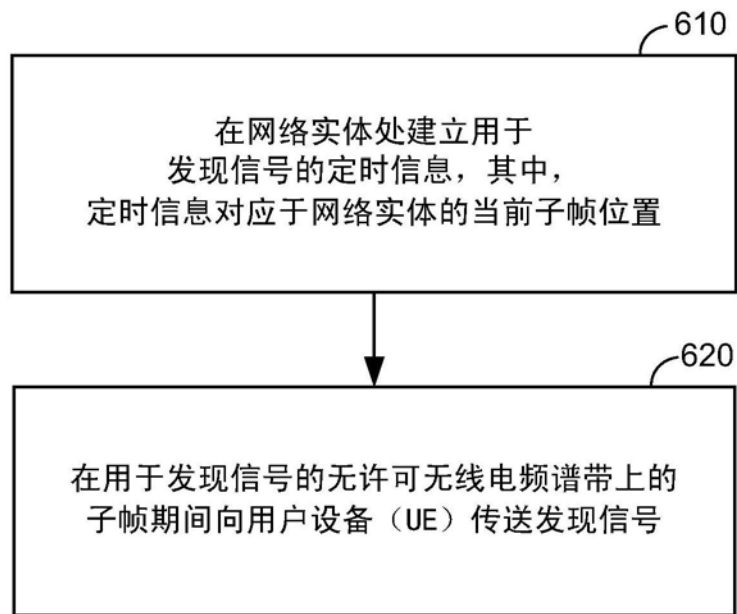 610
在网络实体处建立用于
发现信号的定时信息，其中，
定时信息对应于网络实体的当前子帧位置
620
在用于发现信号的无许可无线电频谱带上的
子帧期间向用户设备（UE）传送发现信号